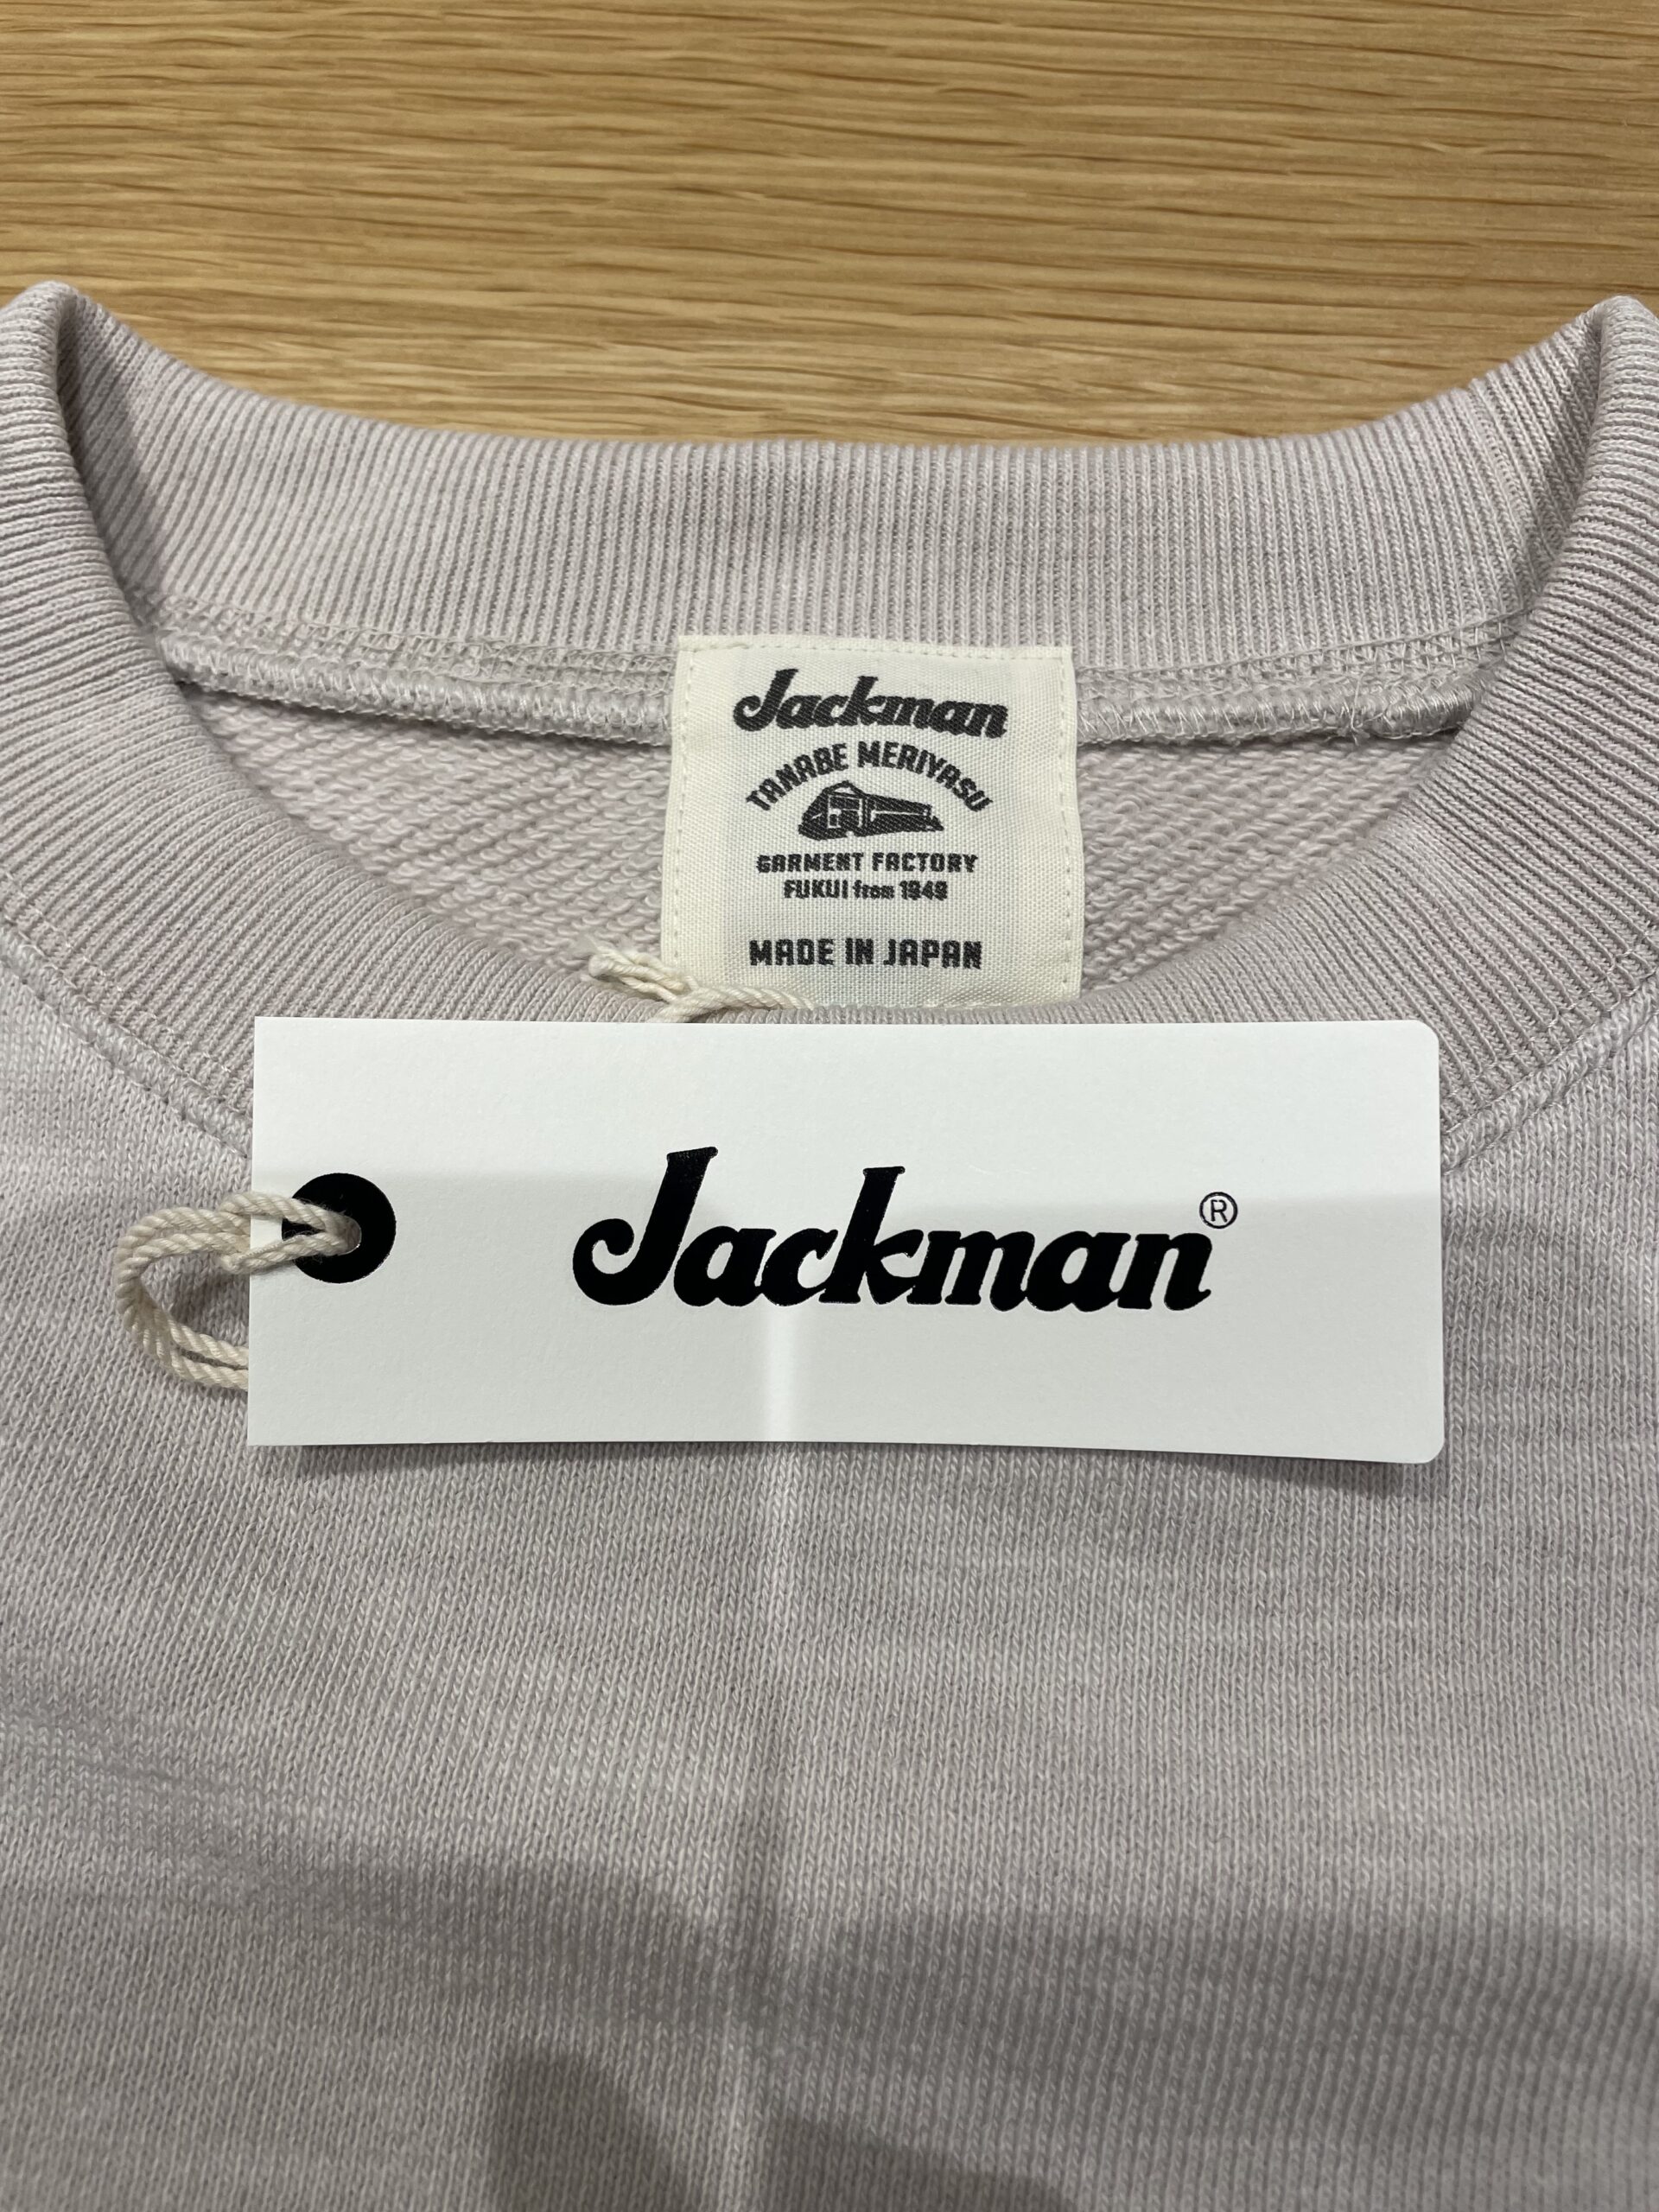 Jackman
TANABE MERIYASU
GARMENT FACTORY
FUKUI from 1949
MADE IN JAPAN
Jackman®